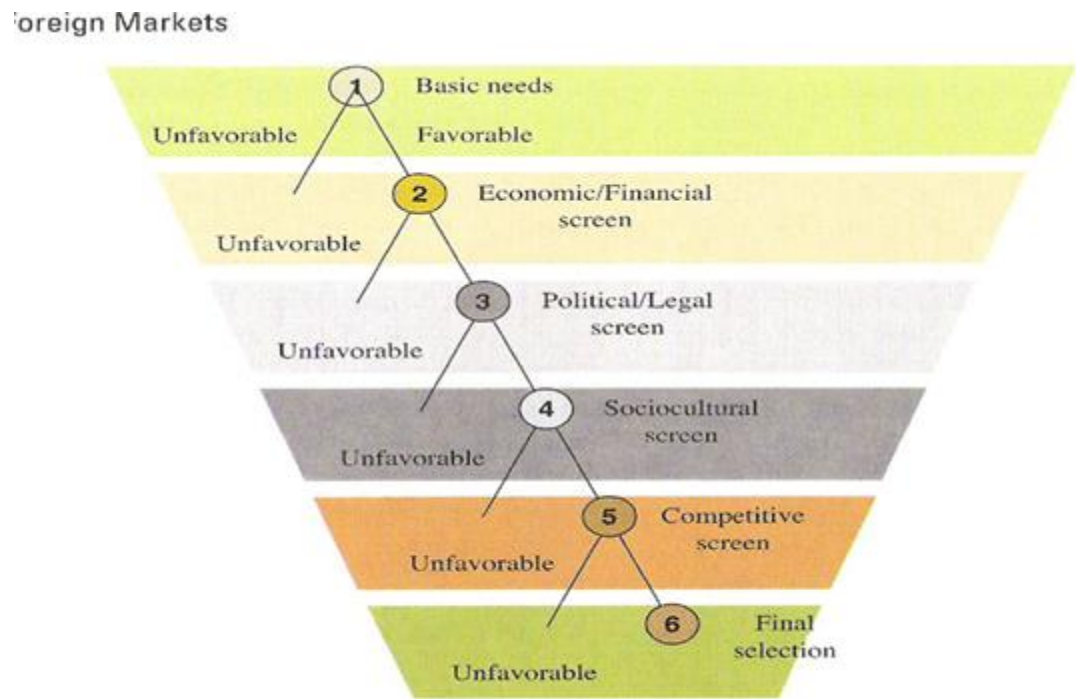 Foreign Markets
1 Basic needs
Unfavorable Favorable
2 Economic/Financial
screen
Unfavorable
3 Political/Legal
screen
Unfavorable
4 Sociocultural
screen
Unfavorable
5 Competitive
screen
Unfavorable
6 Final
selection
Unfavorable